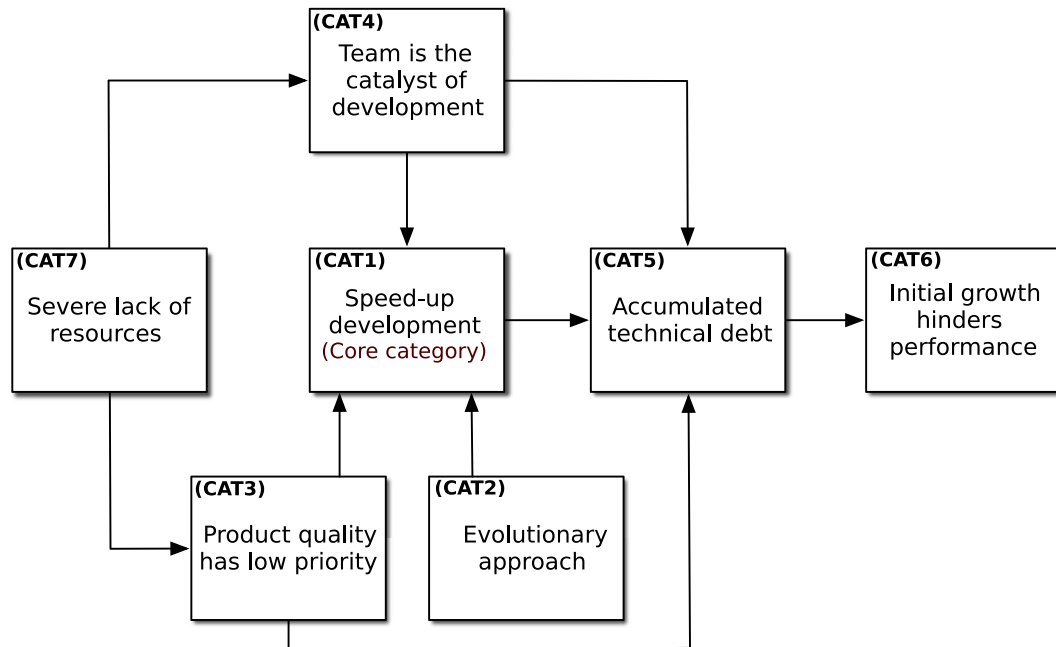 (CAT4)
Team is the
catalyst of
development
(CAT7)
Severe lack of
resources
(CAT1)
Speed-up
development
(Core category)
(CAT5)
Accumulated
technical debt
(CAT6)
Initial growth
hinders
performance
(CAT3)
Product quality
has low priority
(CAT2)
Evolutionary
approach